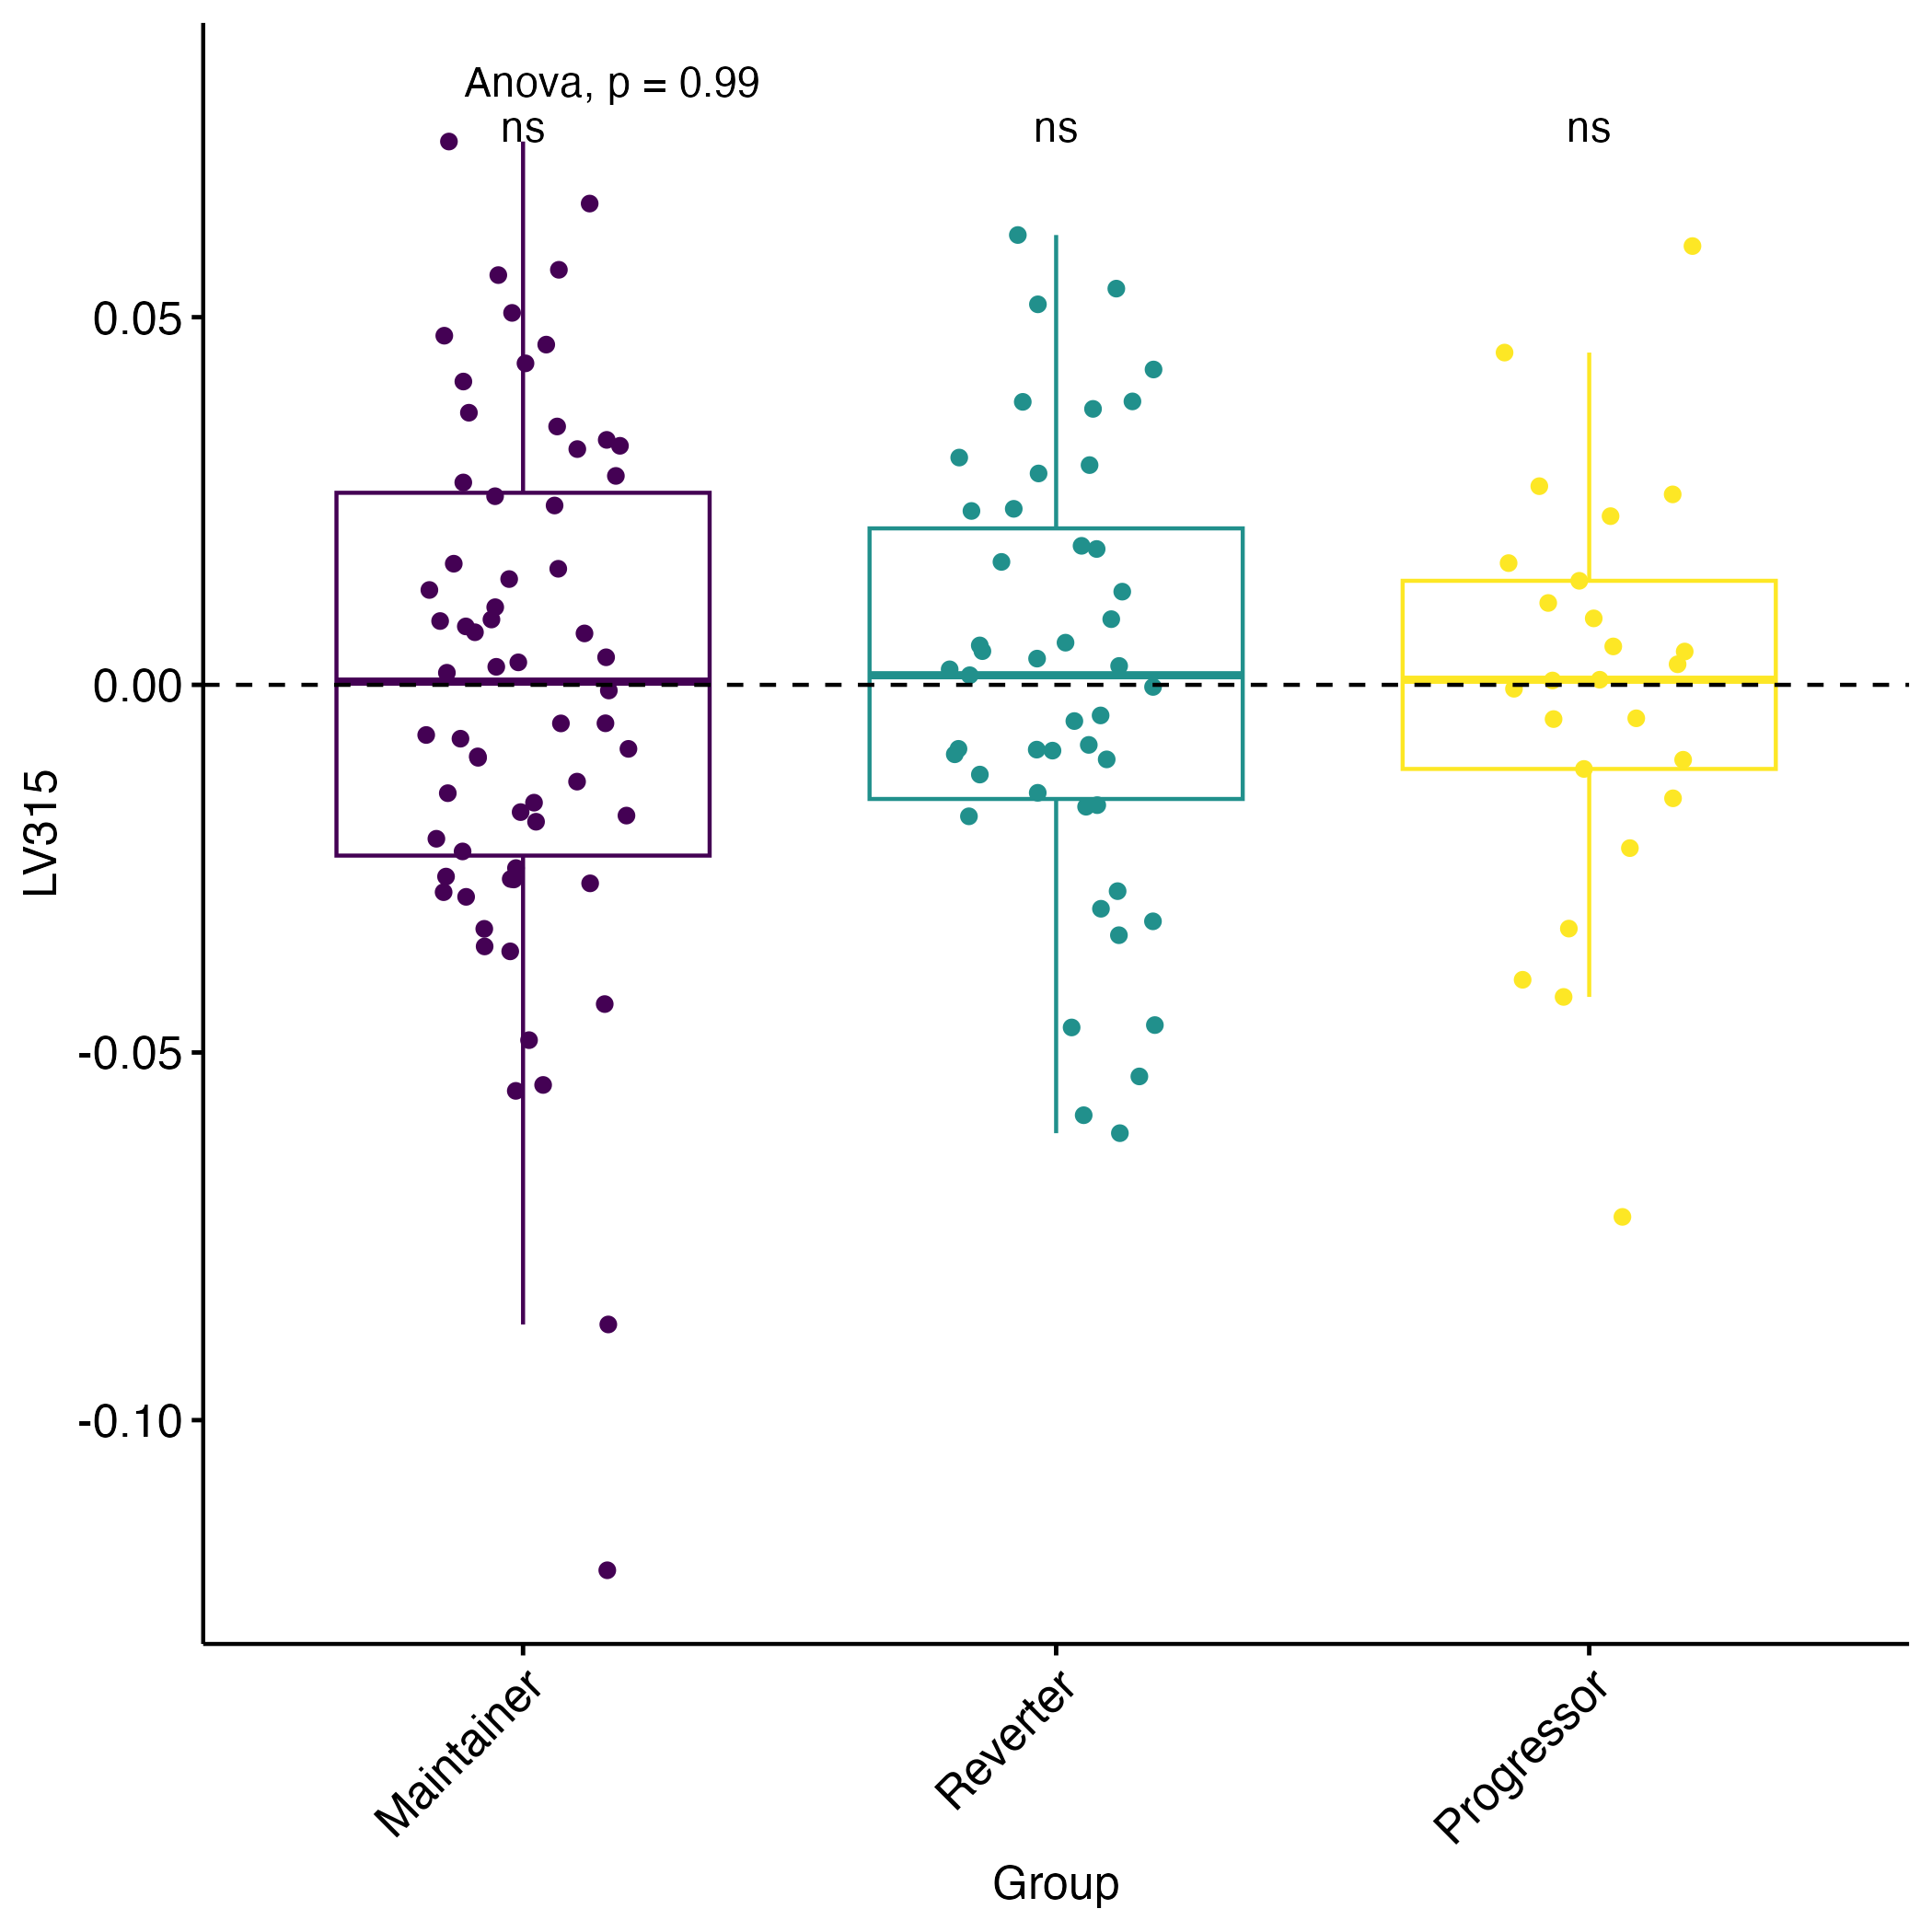 Anova, p = 0.99
ns ns ns
0.05
0.00
-0.05
-0.10
LV315
Maintainer
Reverter
Progressor
Group